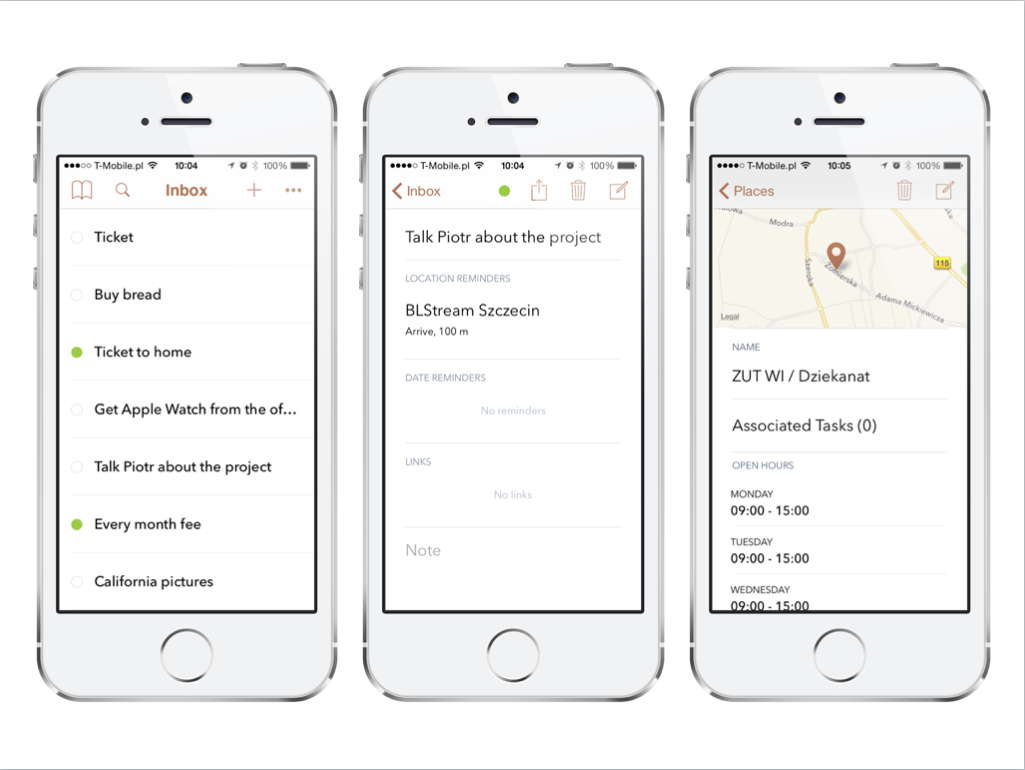 T-Mobile.pl 10:04 100%
Inbox
Ticket
Buy bread
Ticket to home
Get Apple Watch from the of...
Talk Piotr about the project
Every month fee
California pictures
T-Mobile.pl 10:04 100%
Inbox
Talk Piotr about the project
LOCATION REMINDERS
BLStream Szczecin
Arrive, 100 m
DATE REMINDERS
No reminders
LINKS
No links
Note
T-Mobile.pl 10:05 100%
Places
Modra
Szeroka
Żołnierska
115
Adama Mickiewicza
Legal
NAME
ZUT WI / Dziekanat
Associated Tasks (0)
OPEN HOURS
MONDAY
09:00 - 15:00
TUESDAY
09:00 - 15:00
WEDNESDAY
09:00 - 15:00